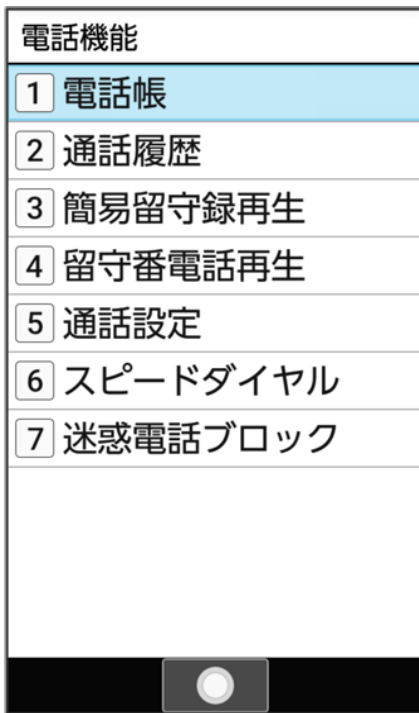 電話機能
1 電話帳
2 通話履歴
3 簡易留守録再生
4 留守番電話再生
5 通話設定
6 スピードダイヤル
7 迷惑電話ブロック